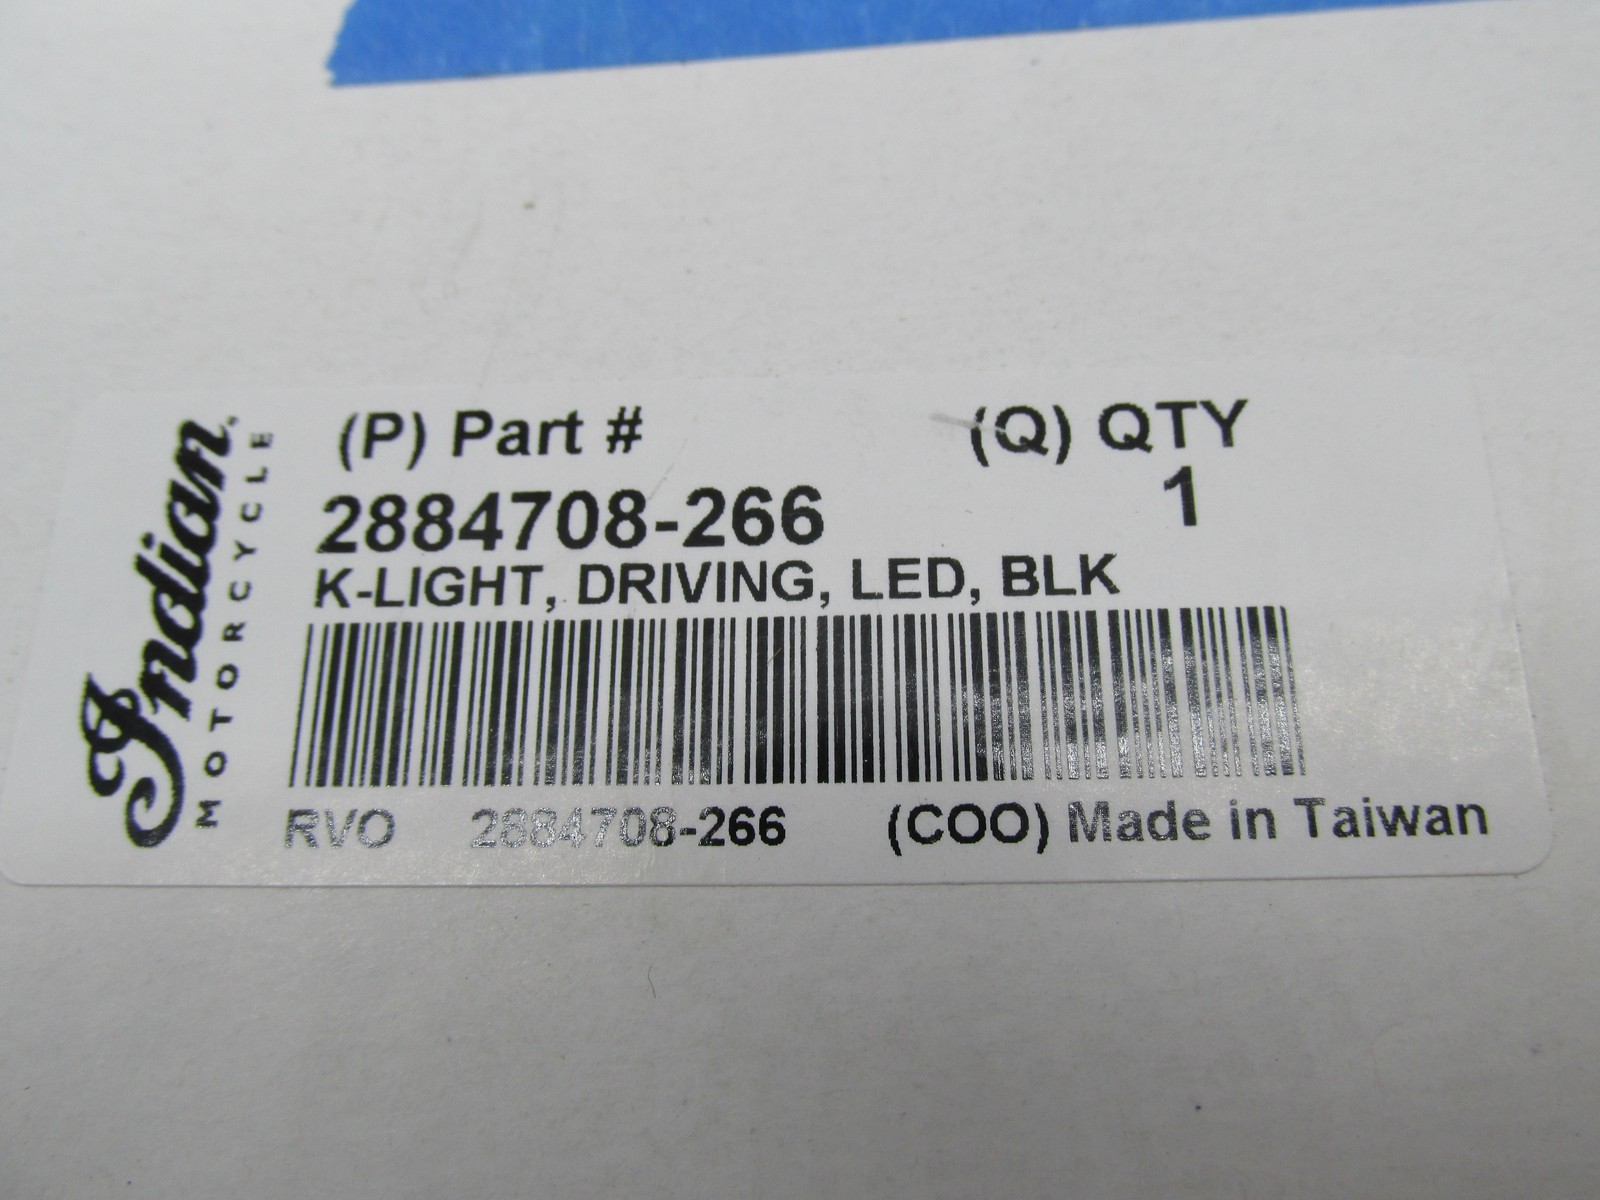 Indian
MOTORCYCLE
(P) Part #
(Q) QTY
2884708-266
1
K-LIGHT, DRIVING, LED, BLK
RVO 2884708-266 (COO) Made in Taiwan